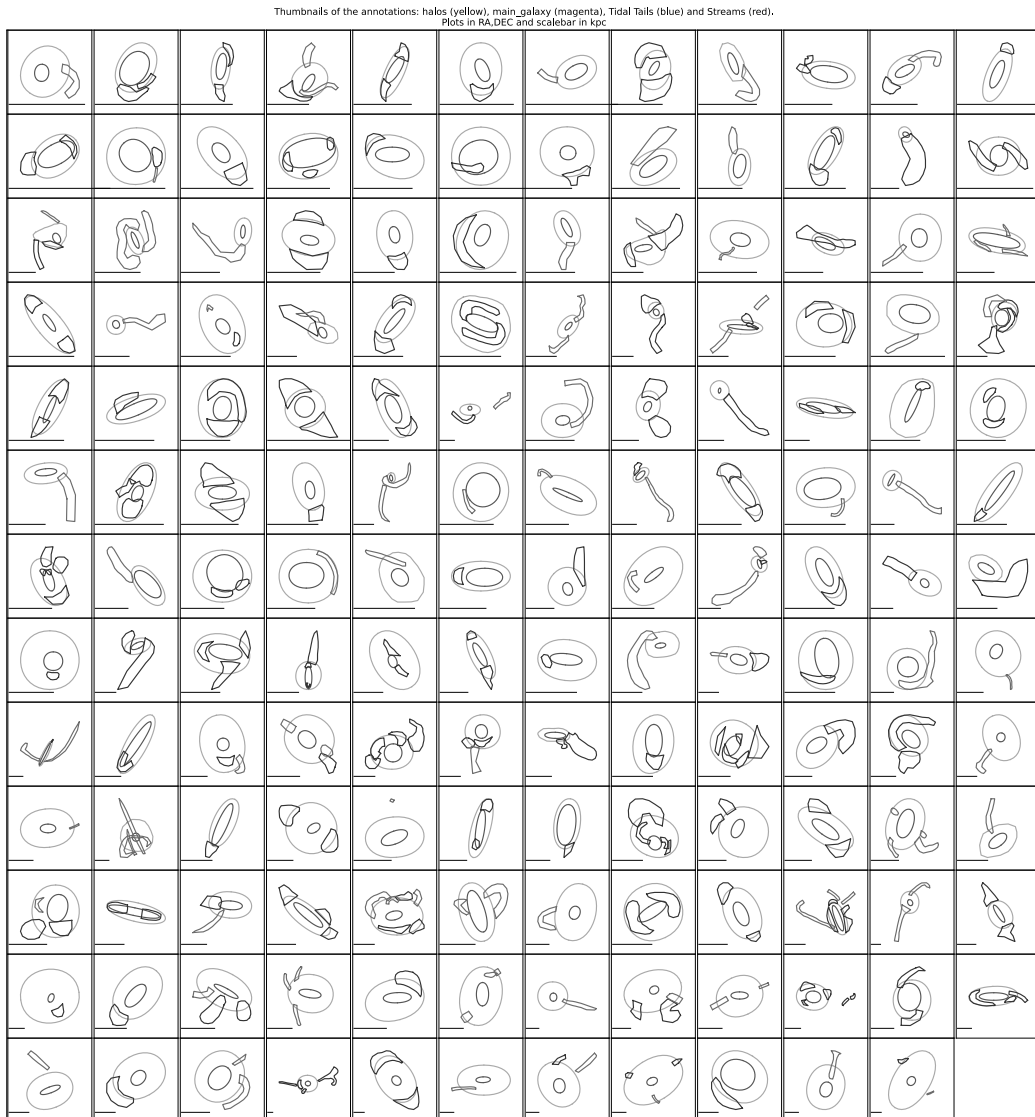 Thumbnails of the annotations: halos (yellow), main_galaxy (magenta), Tidal Tails (blue) and Streams (red).
Plots in RA,DEC and scalebar in kpc